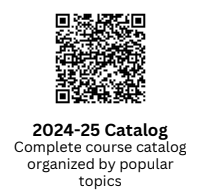 2024-25 Catalog
Complete course catalog
organized by popular
topics